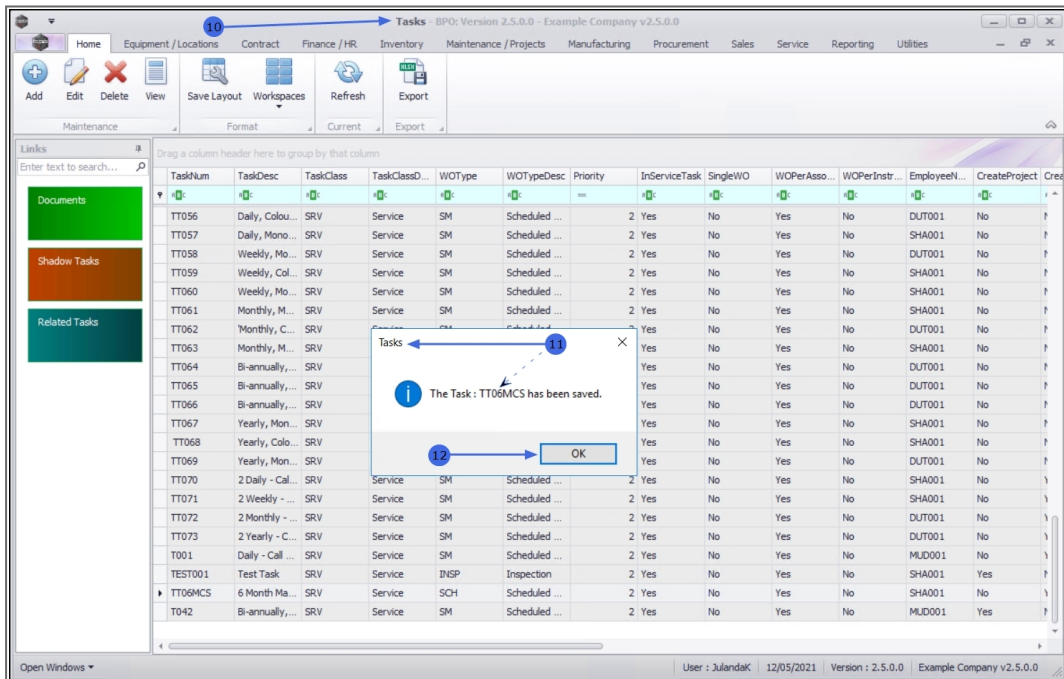 10
Tasks - BPO: Version 2.5.0.0 - Example Company v2.5.0.0
Home Equipment / Locations Contract Finance / HR Inventory Maintenance / Projects Manufacturing Procurement Sales Service Reporting Utilities
Add Edit Delete View Save Layout Workspaces Refresh Export
Maintenance Format Current Export
Links
Enter text to search...
Documents
Shadow Tasks
Related Tasks
Drag a column header here to group by that column
TaskNum TaskDesc TaskClass TaskClassD... WOType WOTypeDesc Priority InServiceTask SingleWO WOPerAsso... WOPerInstr... EmployeeN... CreateProject Crea
TT056 Daily, Colou... SRV Service SM Scheduled ... 2 Yes No Yes No DUT001 No
TT057 Daily, Mono... SRV Service SM Scheduled ... 2 Yes No Yes No SHA001 No
TT058 Weekly, Mo... SRV Service SM Scheduled ... 2 Yes No Yes No DUT001 No
TT059 Weekly, Col... SRV Service SM Scheduled ... 2 Yes No Yes No SHA001 No
TT060 Weekly, Mo... SRV Service SM Scheduled ... 2 Yes No Yes No SHA001 No
TT061 Monthly, M... SRV Service SM Scheduled ... 2 Yes No Yes No SHA001 No
TT062 'Monthly, C... SRV Service SM Scheduled ... 2 Yes No Yes No DUT001 No
TT063 Monthly, M... SRV Yes No Yes No SHA001 No
TT064 Bi-annually,... SRV Yes No Yes No SHA001 No
TT065 Bi-annually,... SRV Yes No Yes No DUT001 No
TT066 Bi-annually,... SRV Yes No Yes No DUT001 No
TT067 Yearly, Mon... SRV Yes No Yes No SHA001 No
TT068 Yearly, Colo... SRV Yes No Yes No SHA001 No
TT069 Yearly, Mon... SRV Yes No Yes No DUT001 No
TT070 2 Daily - Cal... SRV Service SM Scheduled ... 2 Yes No Yes No SHA001 No
TT071 2 Weekly - ... SRV Service SM Scheduled ... 2 Yes No Yes No SHA001 No
TT072 2 Monthly - ... SRV Service SM Scheduled ... 2 Yes No Yes No DUT001 No
TT073 2 Yearly - C... SRV Service SM Scheduled ... 2 Yes No Yes No DUT001 No
T001 Daily - Call ... SRV Service SM Scheduled ... 2 Yes No Yes No MUD001 No
TEST001 Test Task SRV Service INSP Inspection 2 Yes No Yes No SHA001 Yes
TT06MCS 6 Month Ma... SRV Service SCH Scheduled ... 2 Yes No Yes No SHA001 No
T042 Bi-annually,... SRV Service SM Scheduled ... 2 Yes No Yes No MUD001 Yes
Tasks 11
The Task : TT06MCS has been saved.
12 OK
Open Windows User : JulandaK 12/05/2021 Version : 2.5.0.0 Example Company v2.5.0.0